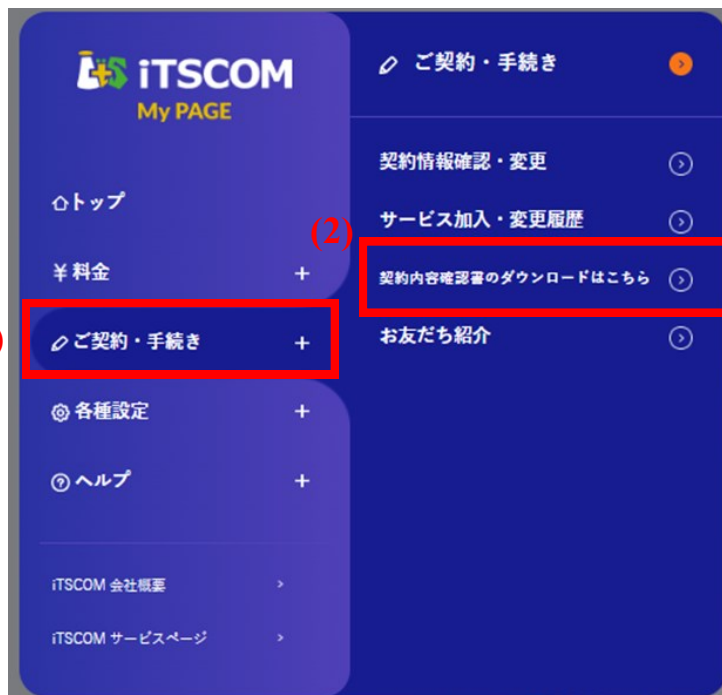 iTSCOM
My PAGE
トップ
¥料金 +
)
ご契約・手続き +
各種設定 +
ヘルプ +
iTSCOM 会社概要 >
iTSCOM サービスページ >
ご契約・手続き
契約情報確認・変更
サービス加入・変更履歴
(2)
契約内容確認書のダウンロードはこちら
お友だち紹介